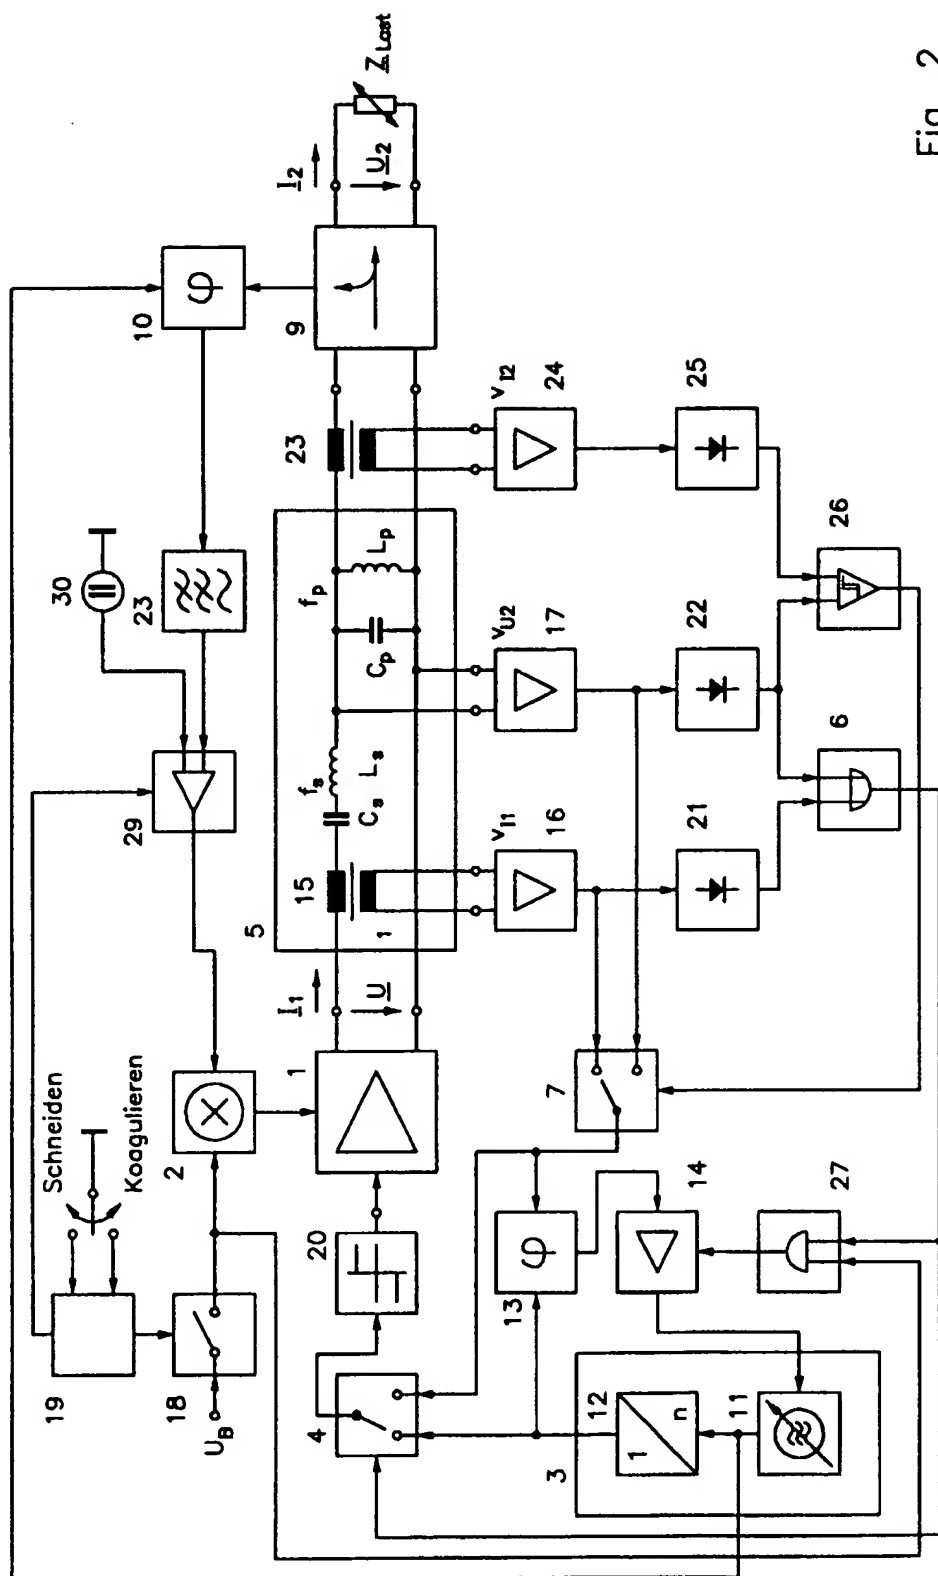 Schneiden
Koagulieren
19
18
U_B
2
29
30
23
10
9
I_2
U_2
Z_Last
20
1
I_1
U
5
15
1
C_s
f_s
L_s
C_p
f_p
L_p
23
4
7
V_I1
16
V_U2
17
V_I2
24
3
12
1
n
11
13
14
27
21
22
25
6
26
φ
φ
Fig. 2